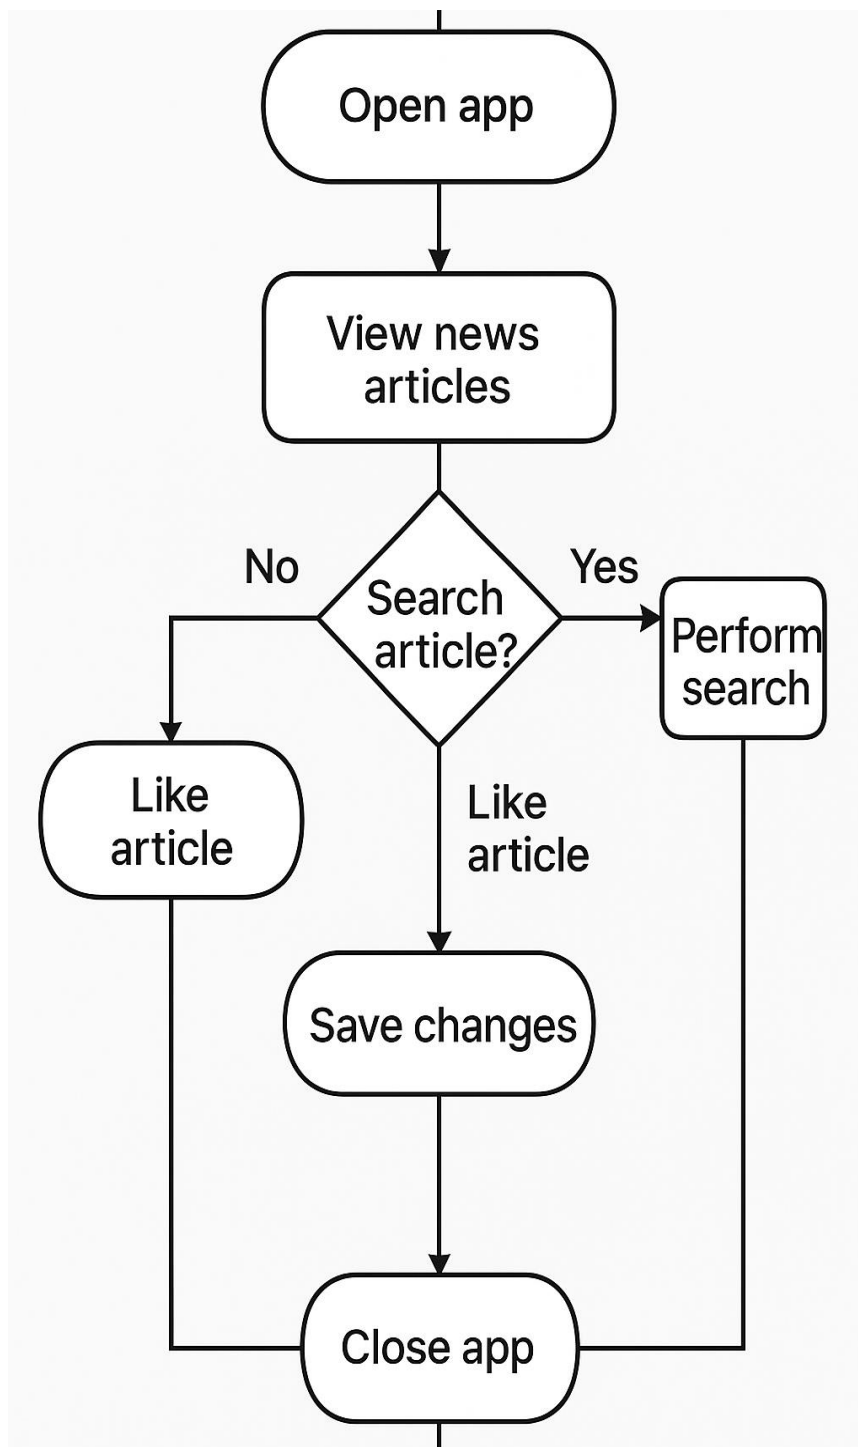 Open app
View news
articles
No
Yes
Search
article?
Perform
search
Like
article
Like
article
Save changes
Close app